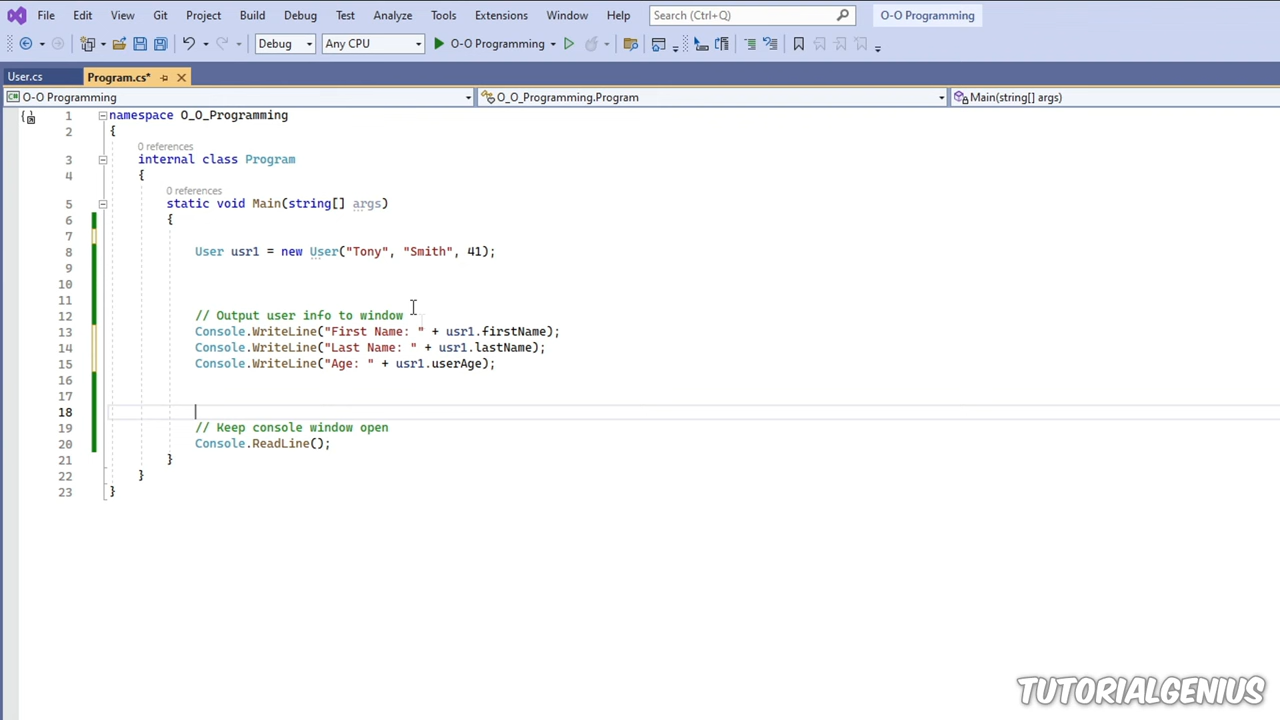 File Edit View Git Project Build Debug Test Analyze Tools Extensions Window Help Search (Ctrl+Q) O-O Programming
Debug Any CPU O-O Programming
User.cs Program.cs*
O-O Programming O_O_Programming.Program Main(string[] args)
1 namespace O_O_Programming
2 {
0 references
3 internal class Program
4 {
0 references
5 static void Main(string[] args)
6 {
7
8 User usr1 = new User("Tony", "Smith", 41);
9
10
11
12 // Output user info to window
13 Console.WriteLine("First Name: " + usr1.firstName);
14 Console.WriteLine("Last Name: " + usr1.lastName);
15 Console.WriteLine("Age: " + usr1.userAge);
16
17
18
19 // Keep console window open
20 Console.ReadLine();
21 }
22 }
23 }
TUTORIALGENIUS